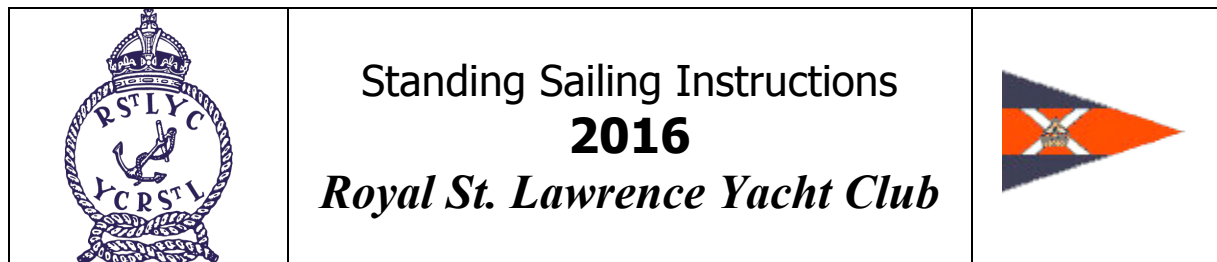 RSTLYC
YCRSTL
Standing Sailing Instructions
2016
Royal St. Lawrence Yacht Club